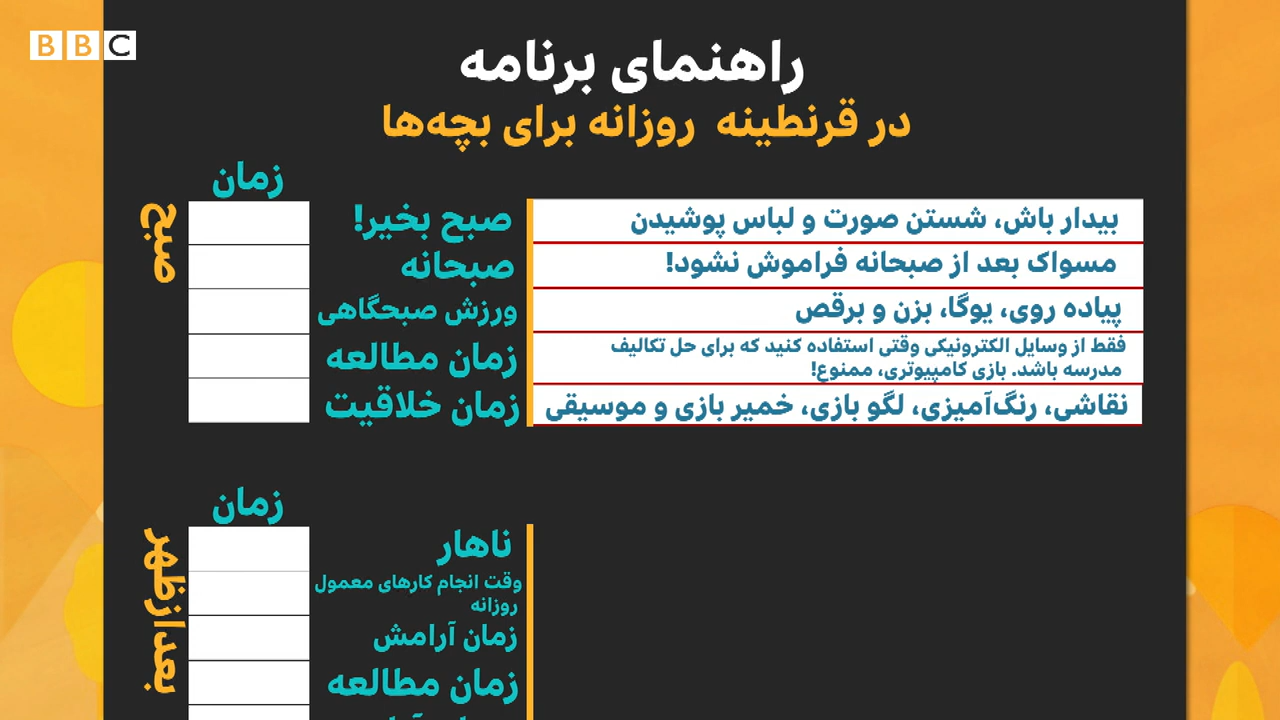 BBC
راهنمای برنامه
در قرنطینه روزانه برای بچه‌ها
زمان
صبح
صبح بخیر!
بیدار باش، شستن صورت و لباس پوشیدن
صبحانه
مسواک بعد از صبحانه فراموش نشود!
ورزش صبحگاهی
پیاده روی، یوگا، بزن و برقص
زمان مطالعه
فقط از وسایل الکترونیکی وقتی استفاده کنید که برای حل تکالیف
مدرسه باشد. بازی کامپیوتری، ممنوع!
زمان خلاقیت
نقاشی، رنگ‌آمیزی، لگو بازی، خمیر بازی و موسیقی
زمان
بعدازظهر
ناهار
وقت انجام کارهای معمول
روزانه
زمان آرامش
زمان مطالعه